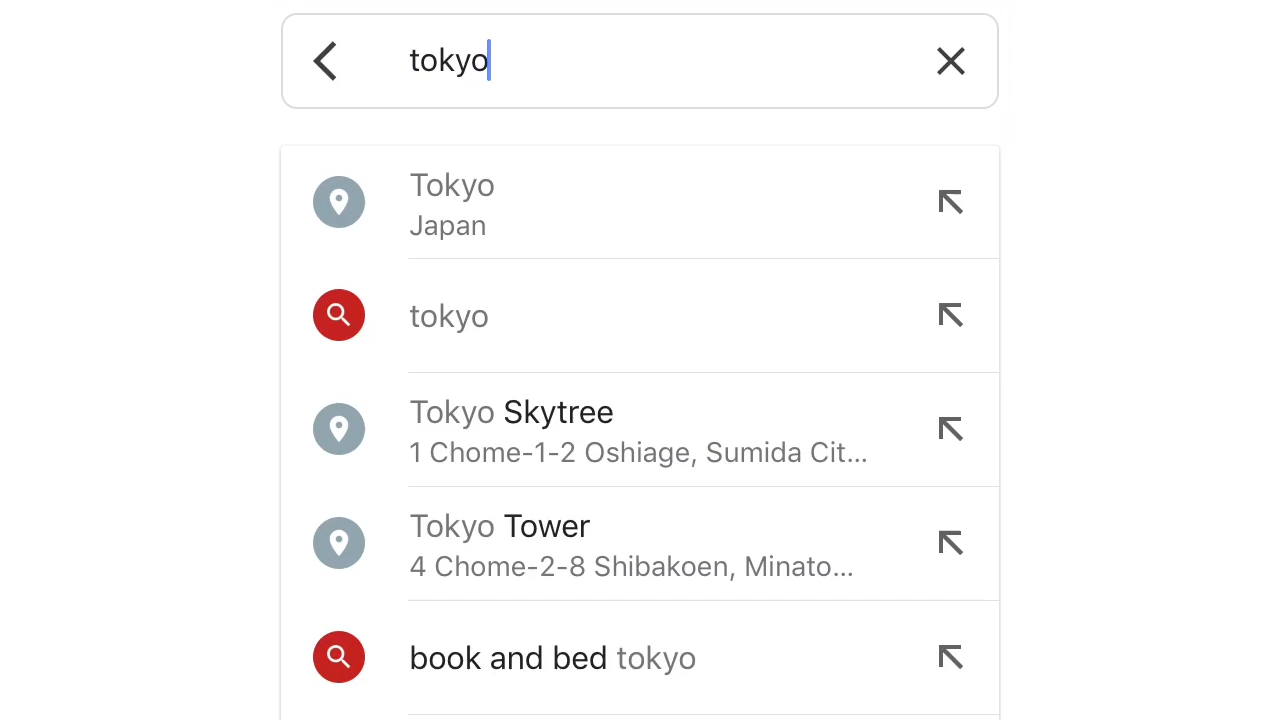 tokyo
Tokyo
Japan
tokyo
Tokyo Skytree
1 Chome-1-2 Oshiage, Sumida Cit...
Tokyo Tower
4 Chome-2-8 Shibakoen, Minato...
book and bed tokyo